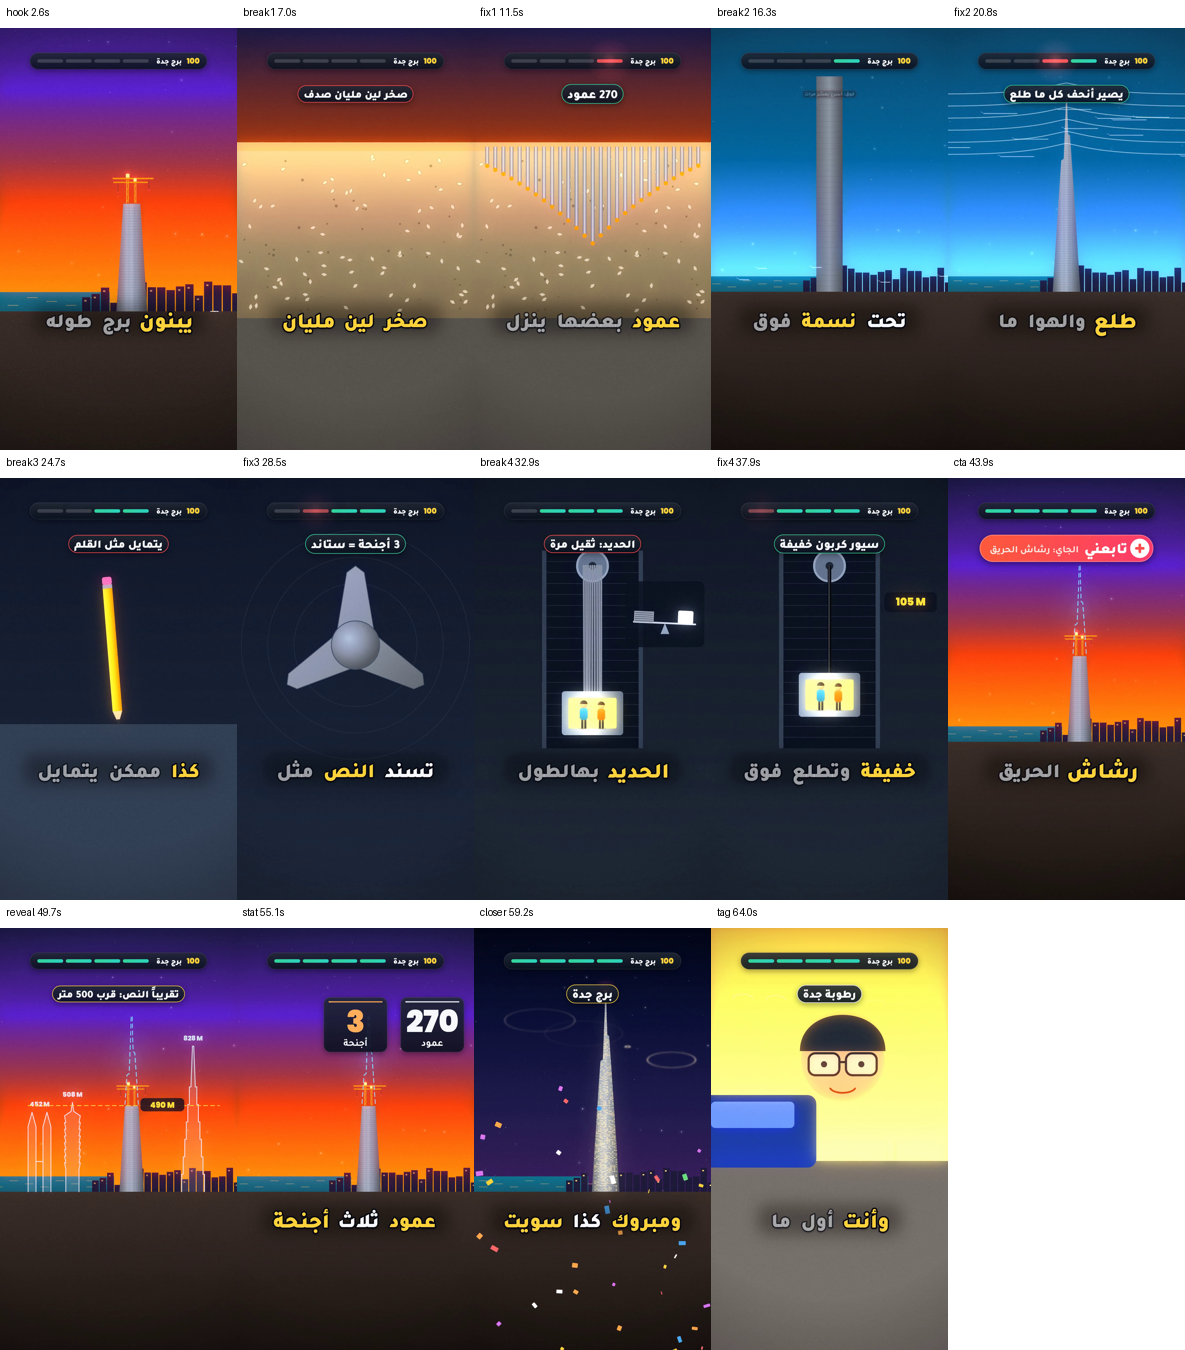 hook 2.6s
برج جدة 100
يبنون برج طوله
break1 7.0s
برج جدة 100
صخر لين مليان صدف
صخر لين مليان
fix1 11.5s
برج جدة 100
270 عمود
عمود بعضها ينزل
break2 16.3s
برج جدة 100
تحت نسمة فوق
fix2 20.8s
برج جدة 100
يصير أنحف كل ما طلع
طلع والهوا ما
break3 24.7s
برج جدة 100
يتمايل مثل القلم
كذا ممكن يتمايل
fix3 28.5s
برج جدة 100
3 أجنحة = ستاند
تسند النص مثل
break4 32.9s
برج جدة 100
الحديد: ثقيل مرة
الحديد بهالطول
fix4 37.9s
برج جدة 100
سيور كربون خفيفة
105 M
خفيفة وتطلع فوق
cta 43.9s
برج جدة 100
تابعني الجاي: رشاش الحريق
رشاش الحريق
reveal 49.7s
برج جدة 100
تقريباً النص: قرب 500 متر
828 M
508 M
452 M
490 M
stat 55.1s
برج جدة 100
270 عمود
3 أجنحة
عمود ثلاث أجنحة
closer 59.2s
برج جدة 100
برج جدة
ومبروك كذا سويت
tag 64.0s
برج جدة 100
رطوبة جدة
وأنت أول ما